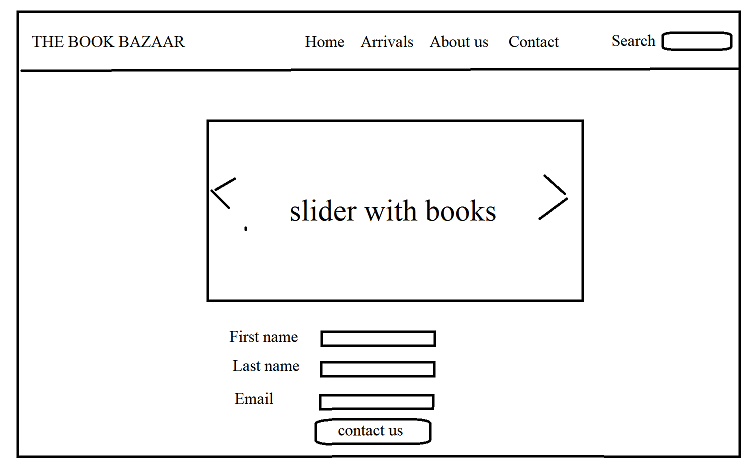 THE BOOK BAZAAR Home Arrivals About us Contact Search
slider with books
First name
Last name
Email
contact us